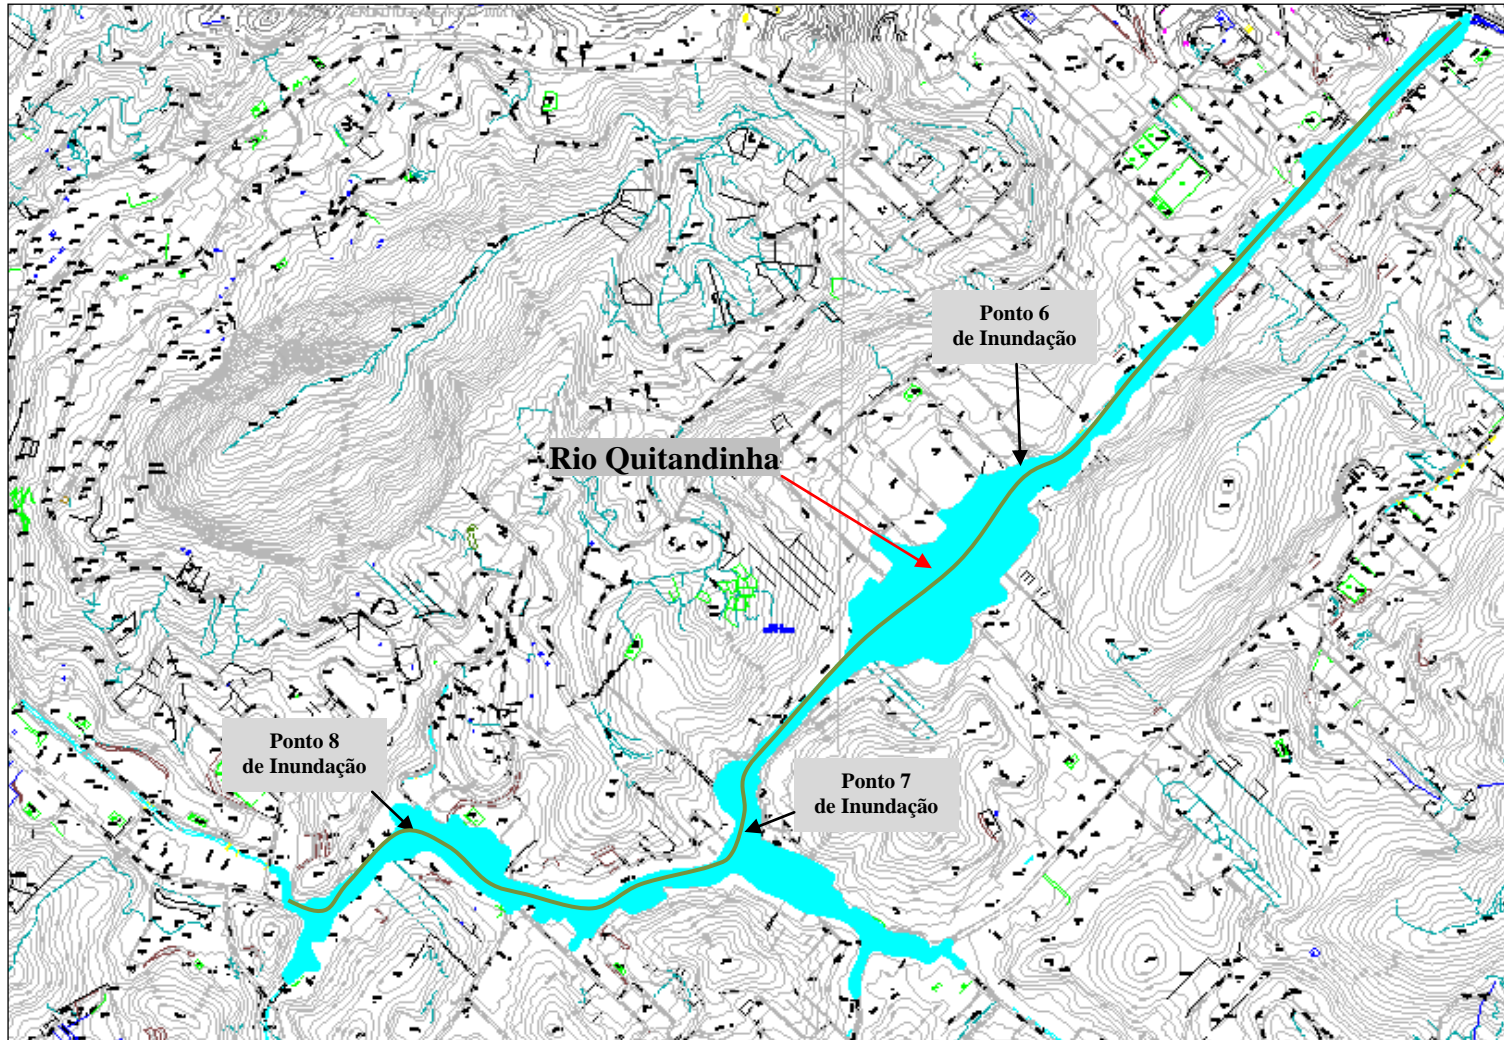 Ponto 6
de Inundação
Rio Quitandinha
Ponto 8
de Inundação
Ponto 7
de Inundação